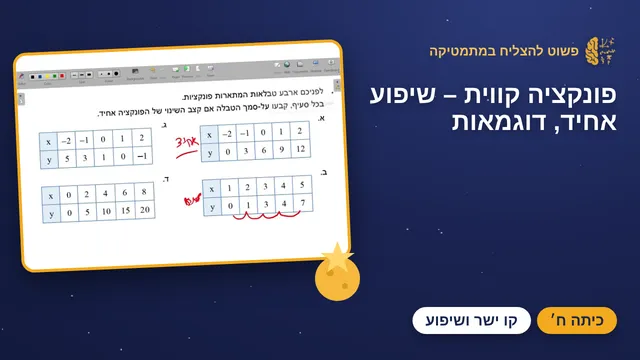 פשוט להצליח במתמטיקה
פונקציה קווית – שיפוע
אחיד, דוגמאות
כיתה ח׳
קו ישר ושיפוע
לפניכם ארבע טבלאות המתארות פונקציות.
בכל סעיף, קבעו על-סמך הטבלה אם קצב השינוי של הפונקציה אחיד.
א.
x −2 −1 0 1 2
y 0 3 6 9 12
אחיד
ב.
x 1 2 3 4 5
y 0 1 3 4 7
ג.
x −2 −1 0 1 2
y 5 3 1 0 −1
ד.
x 0 2 4 6 8
y 0 5 10 15 20